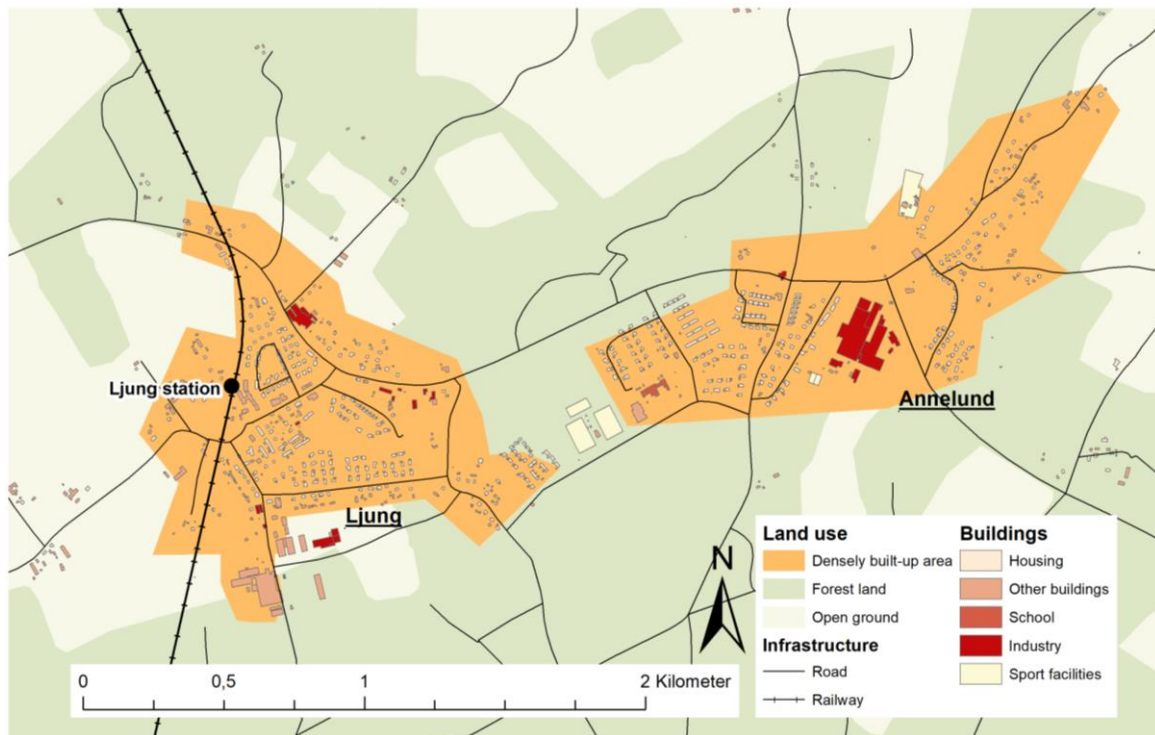 Ljung station
Annelund
Ljung
N
0
0,5
1
2 Kilometer
Land use
Densely built-up area
Forest land
Open ground
Infrastructure
Road
Railway
Buildings
Housing
Other buildings
School
Industry
Sport facilities